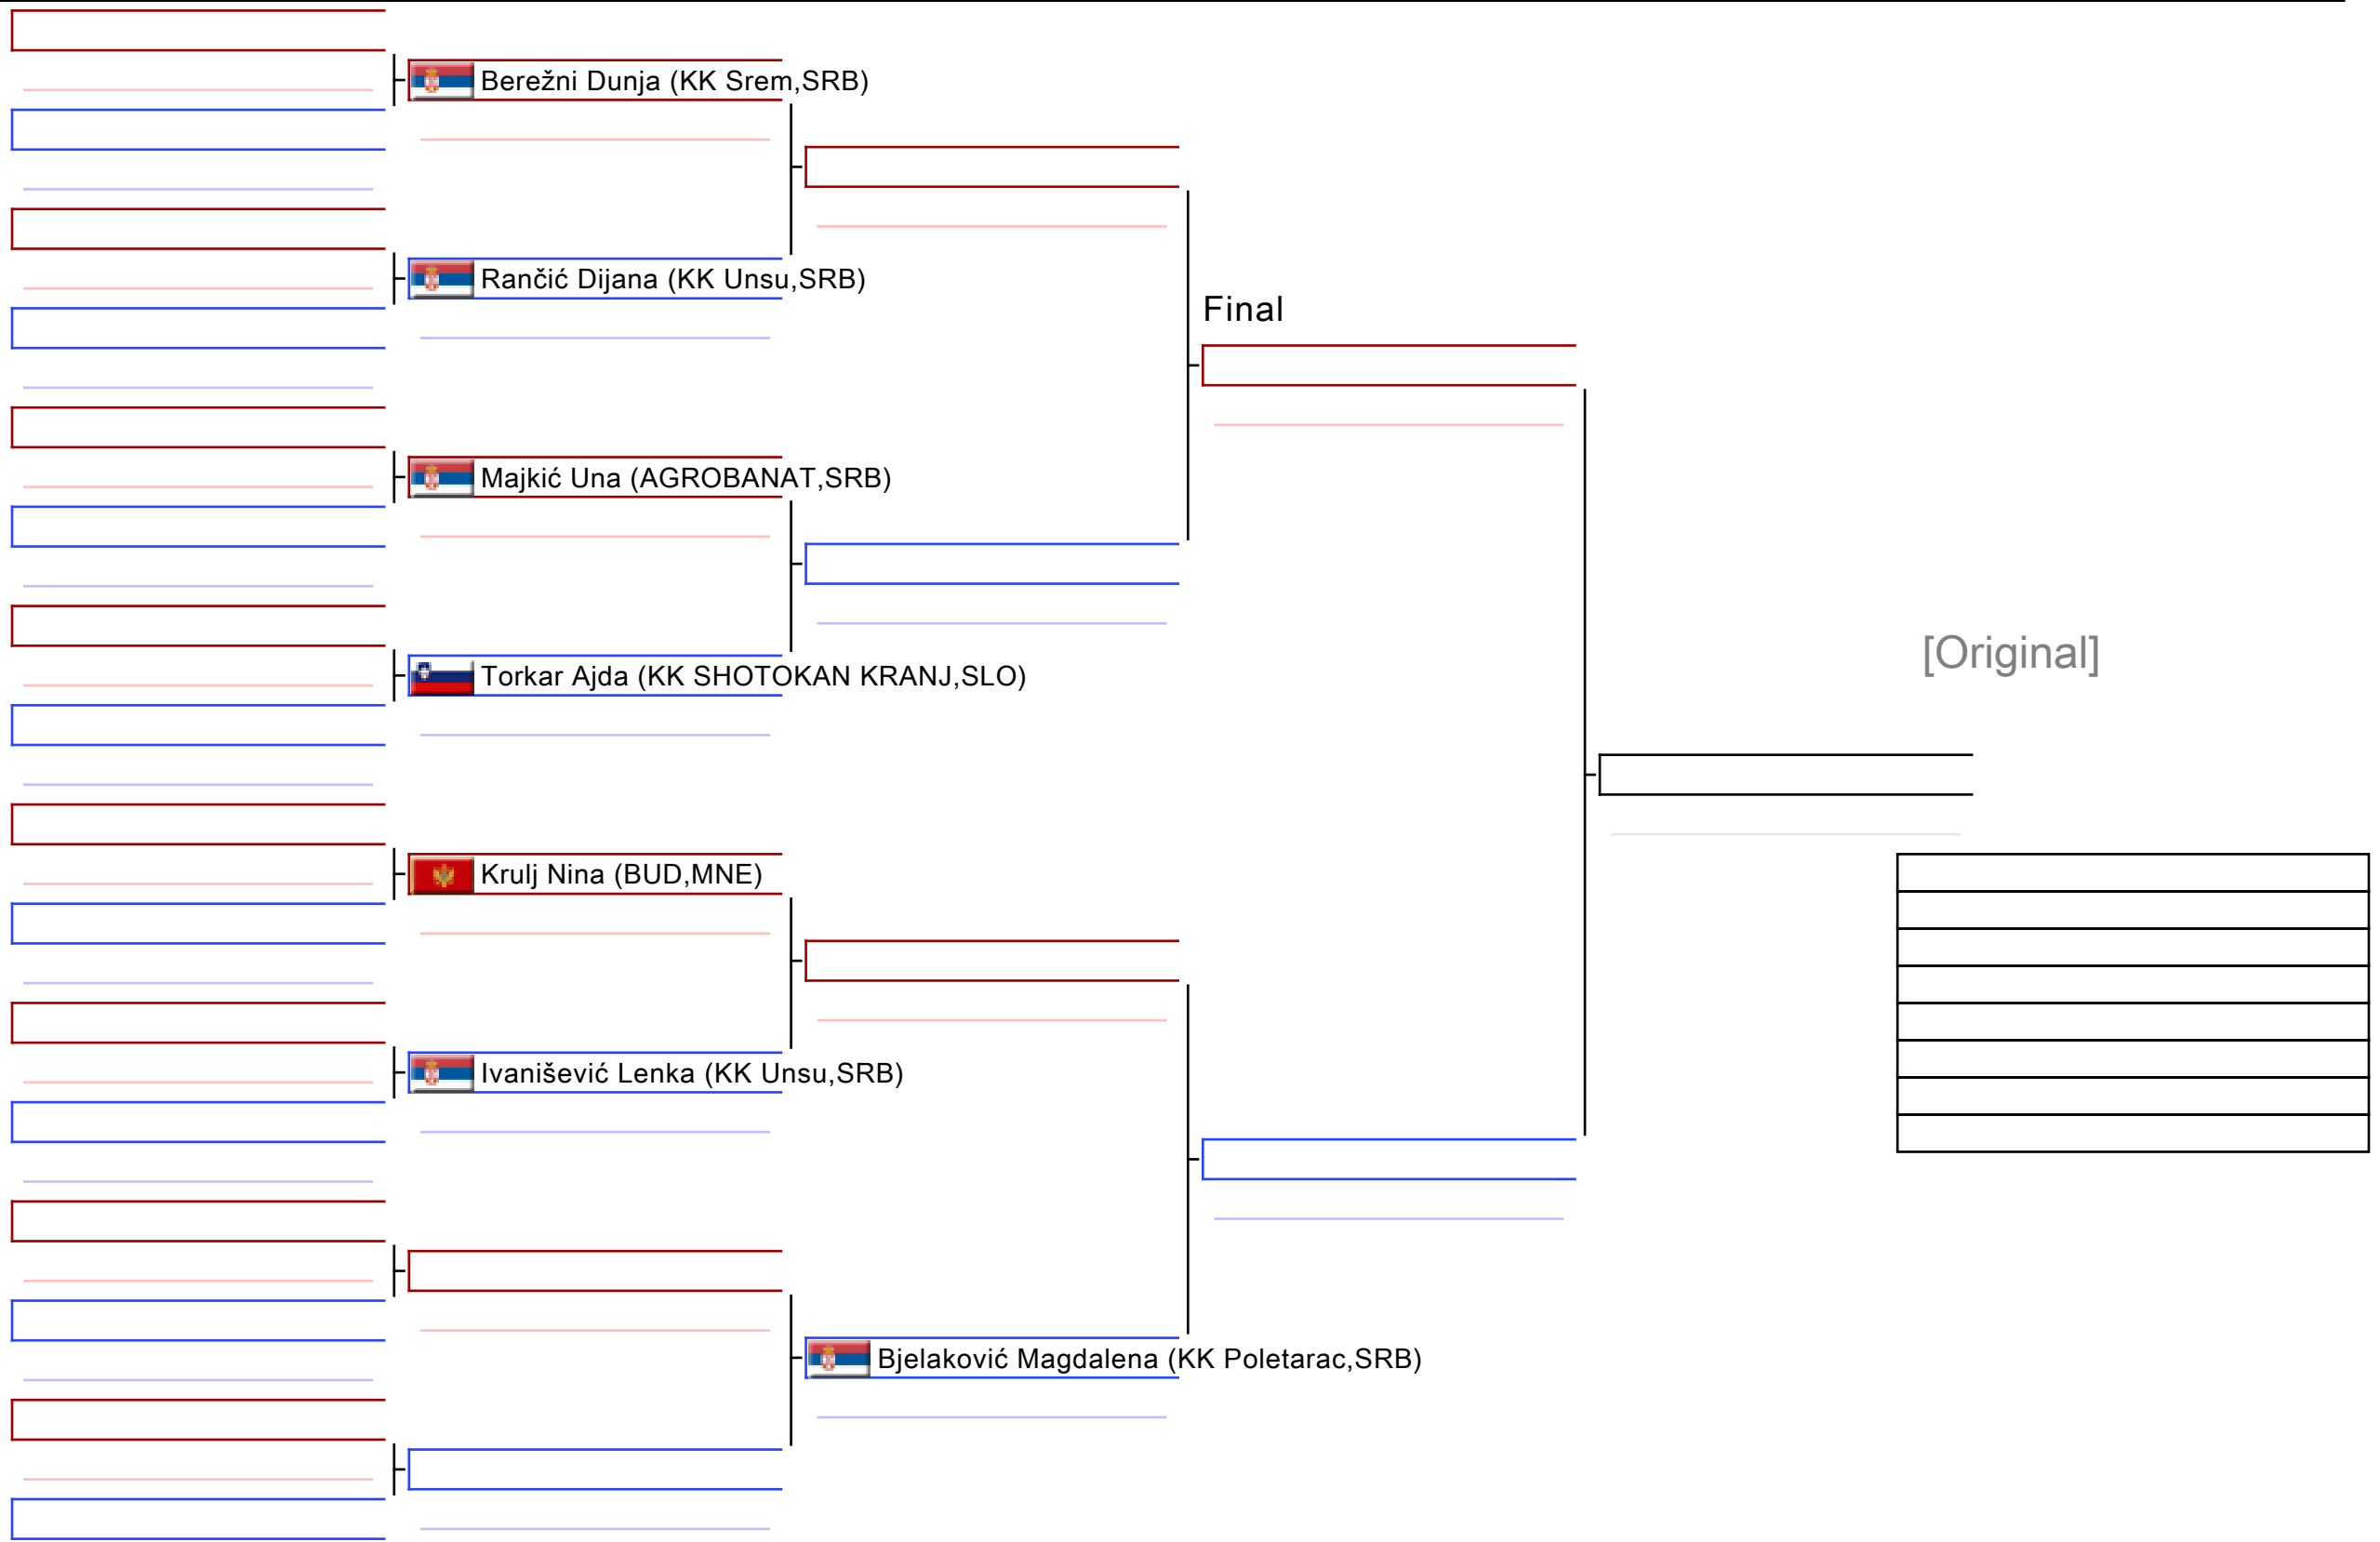 Berežni Dunja (KK Srem,SRB)
Rančić Dijana (KK Unsu,SRB)
Final
Majkić Una (AGROBANAT,SRB)
[Original]
Torkar Ajda (KK SHOTOKAN KRANJ,SLO)
Krulj Nina (BUD,MNE)
Ivanišević Lenka (KK Unsu,SRB)
Bjelaković Magdalena (KK Poletarac,SRB)